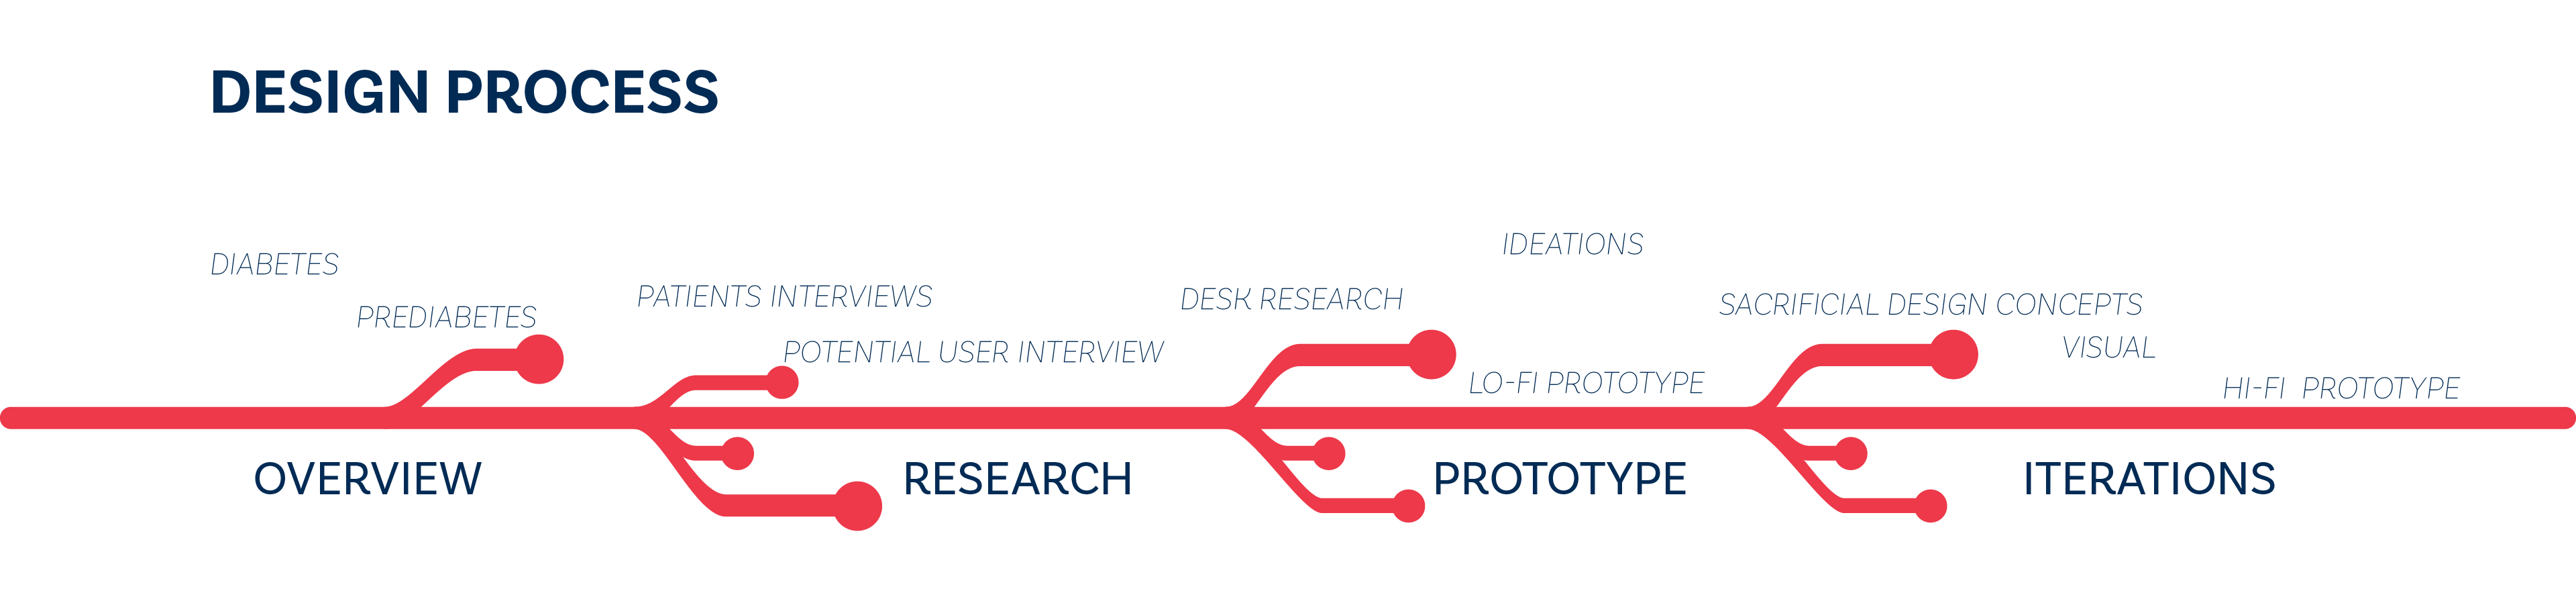 DESIGN PROCESS
DIABETES
PREDIABETES
PATIENTS INTERVIEWS
POTENTIAL USER INTERVIEW
DESK RESEARCH
IDEATIONS
LO-FI PROTOTYPE
SACRIFICIAL DESIGN CONCEPTS
VISUAL
HI-FI PROTOTYPE
OVERVIEW
RESEARCH
PROTOTYPE
ITERATIONS